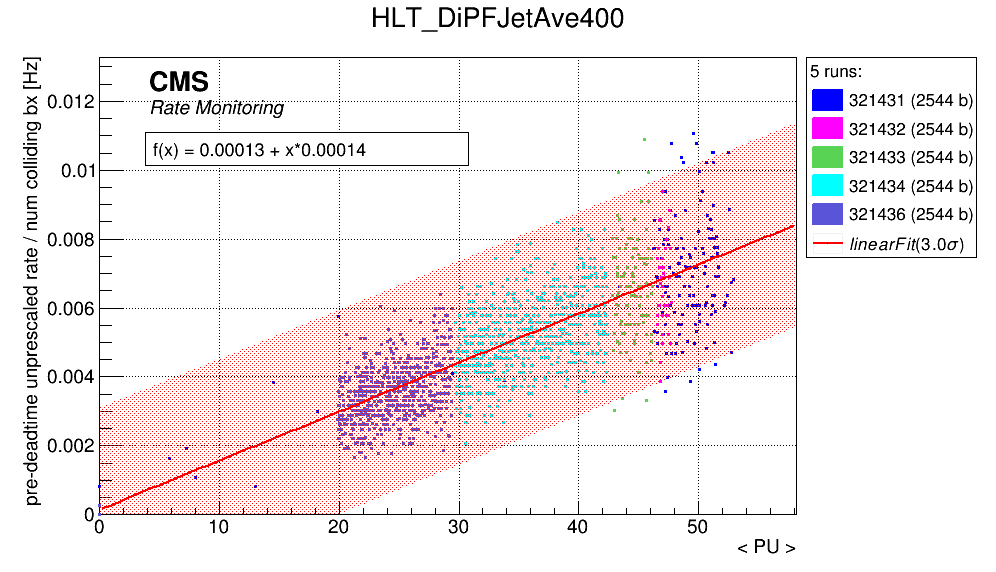 HLT_DiPFJetAve400
pre-deadtime unprescaled rate / num colliding bx [Hz]
CMS
Rate Monitoring
f(x) = 0.00013 + x*0.00014
0.012
0.01
0.008
0.006
0.004
0.002
0
0
10
20
30
40
50
< PU >
5 runs:
321431 (2544 b)
321432 (2544 b)
321433 (2544 b)
321434 (2544 b)
321436 (2544 b)
linearFit(3.0σ)